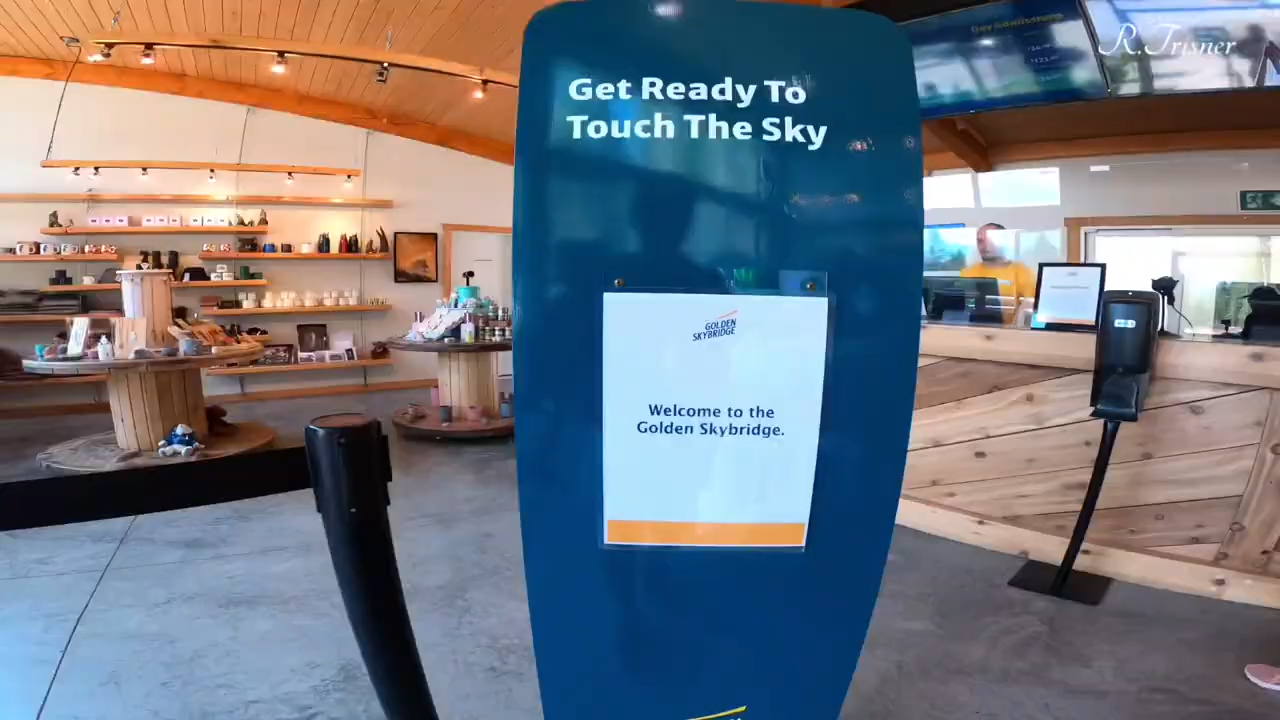 R.Trisner
Get Ready To
Touch The Sky
GOLDEN
SKYBRIDGE
Welcome to the
Golden Skybridge.